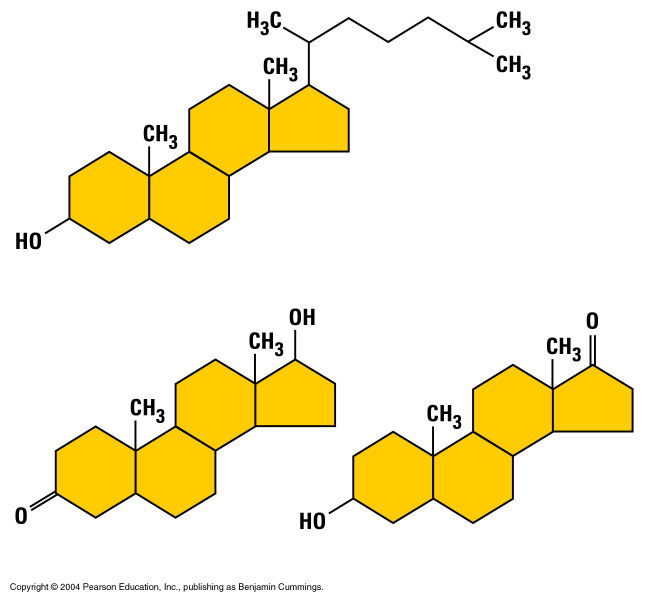 H₃C
CH₃
CH₃
CH₃
CH₃
HO
OH
CH₃
CH₃
O
O
CH₃
CH₃
HO
Copyright © 2004 Pearson Education, Inc., publishing as Benjamin Cummings.